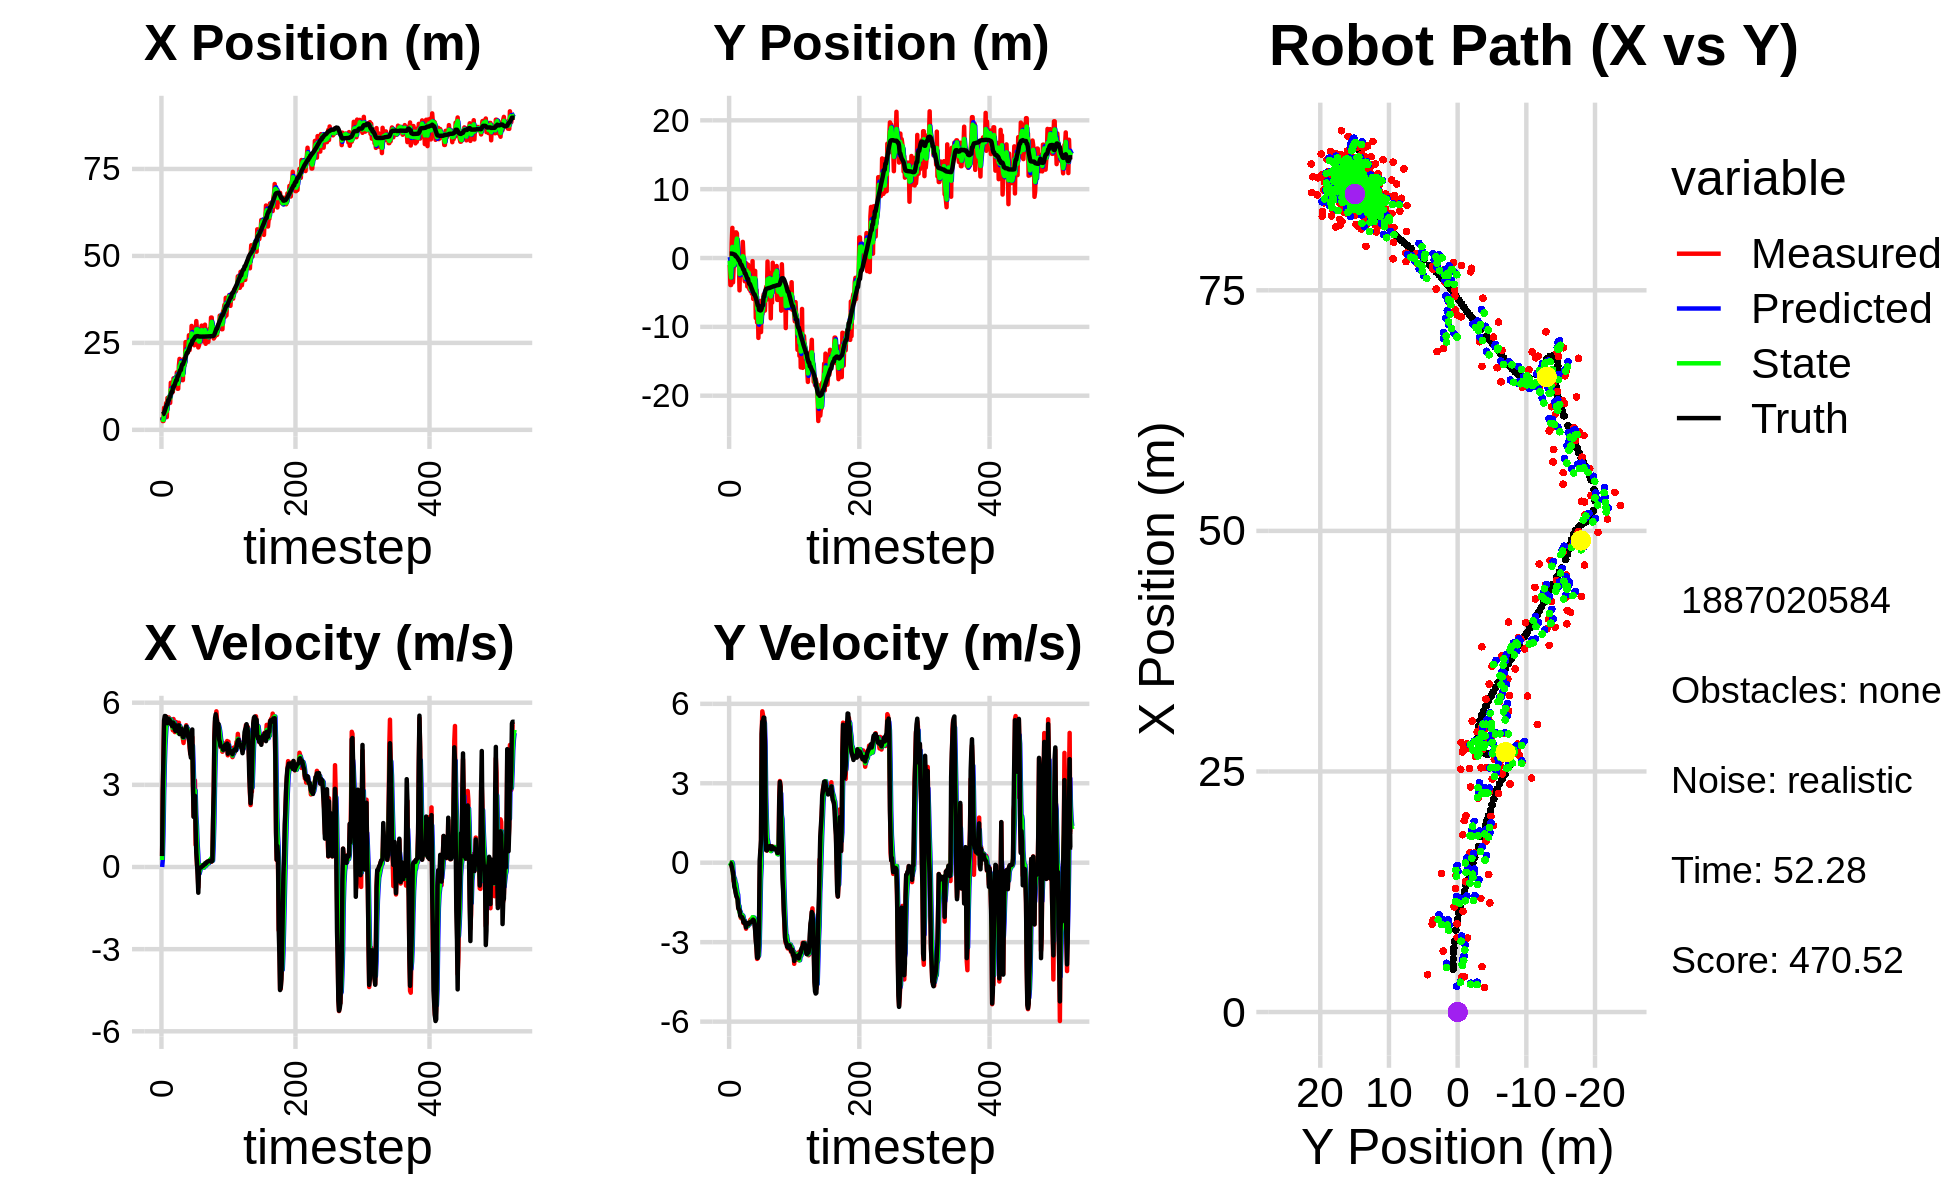 X Position (m)
75
50
25
0
0
200
400
timestep
Y Position (m)
20
10
0
-10
-20
0
200
400
timestep
X Velocity (m/s)
6
3
0
-3
-6
0
200
400
timestep
Y Velocity (m/s)
6
3
0
-3
-6
0
200
400
timestep
Robot Path (X vs Y)
X Position (m)
75
50
25
0
20 10 0 -10 -20
Y Position (m)
variable
Measured
Predicted
State
Truth
1887020584
Obstacles: none
Noise: realistic
Time: 52.28
Score: 470.52